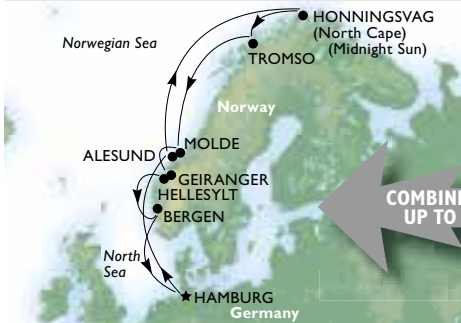 HONNINGSVAG
(North Cape)
(Midnight Sun)
Norwegian Sea
TROMSO
Norway
MOLDE
ALESUND
GEIRANGER
HELLESYLT
COMBIN
UP TO
BERGEN
North
Sea
HAMBURG
Germany